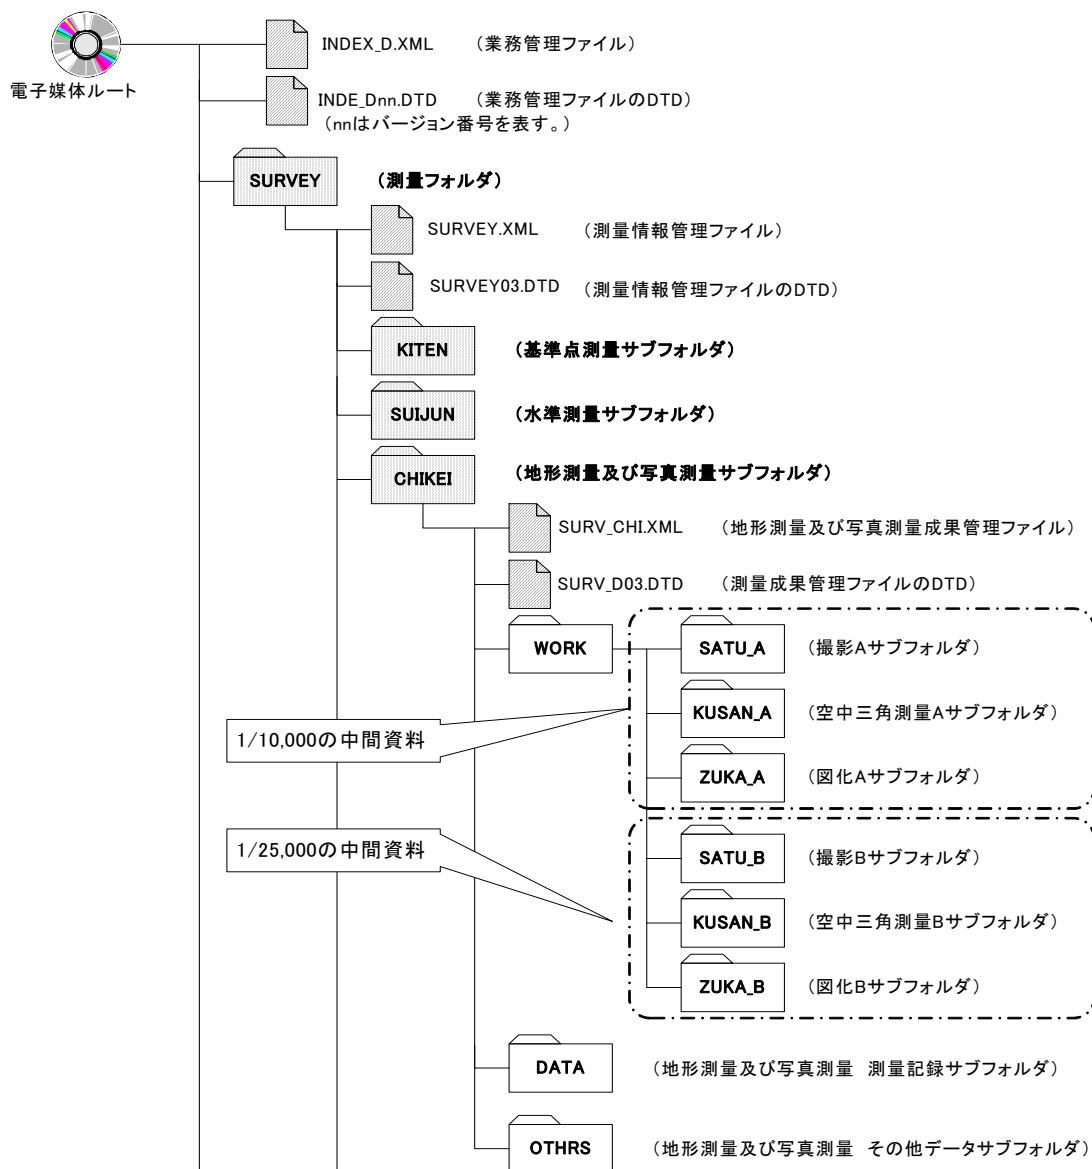 INDEX_D.XML （業務管理ファイル）
電子媒体ルート
INDE_Dnn.DTD （業務管理ファイルのDTD）
（nnはバージョン番号を表す。）
SURVEY （測量フォルダ）
SURVEY.XML （測量情報管理ファイル）
SURVEY03.DTD （測量情報管理ファイルのDTD）
KITEN （基準点測量サブフォルダ）
SUIJUN （水準測量サブフォルダ）
CHIKEI （地形測量及び写真測量サブフォルダ）
SURV_CHI.XML （地形測量及び写真測量成果管理ファイル）
SURV_D03.DTD （測量成果管理ファイルのDTD）
WORK SATU_A （撮影Aサブフォルダ）
KUSAN_A （空中三角測量Aサブフォルダ）
1/10,000の中間資料
ZUKA_A （図化Aサブフォルダ）
1/25,000の中間資料
SATU_B （撮影Bサブフォルダ）
KUSAN_B （空中三角測量Bサブフォルダ）
ZUKA_B （図化Bサブフォルダ）
DATA （地形測量及び写真測量 測量記録サブフォルダ）
OTHRS （地形測量及び写真測量 その他データサブフォルダ）